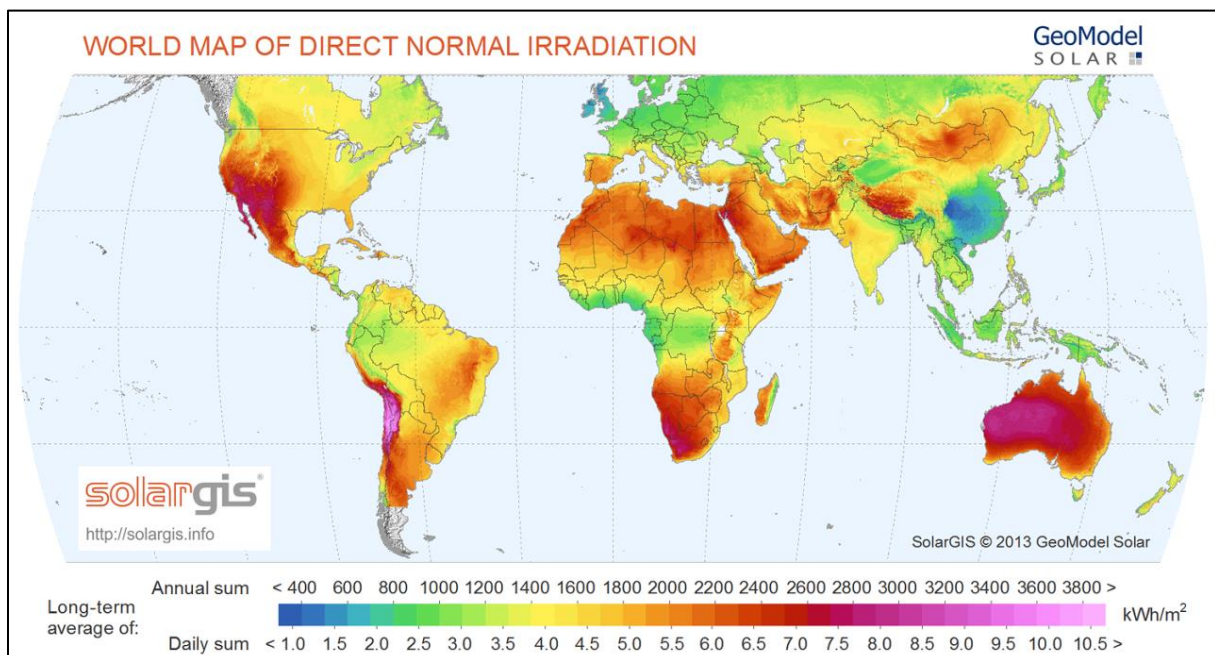 WORLD MAP OF DIRECT NORMAL IRRADIATION
GeoModel
SOLAR
solargis®
http://solargis.info
SolarGIS © 2013 GeoModel Solar
Annual sum < 400 600 800 1000 1200 1400 1600 1800 2000 2200 2400 2600 2800 3000 3200 3400 3600 3800 >
Long-term average of: kWh/m²
Daily sum < 1.0 1.5 2.0 2.5 3.0 3.5 4.0 4.5 5.0 5.5 6.0 6.5 7.0 7.5 8.0 8.5 9.0 9.5 10.0 10.5 >